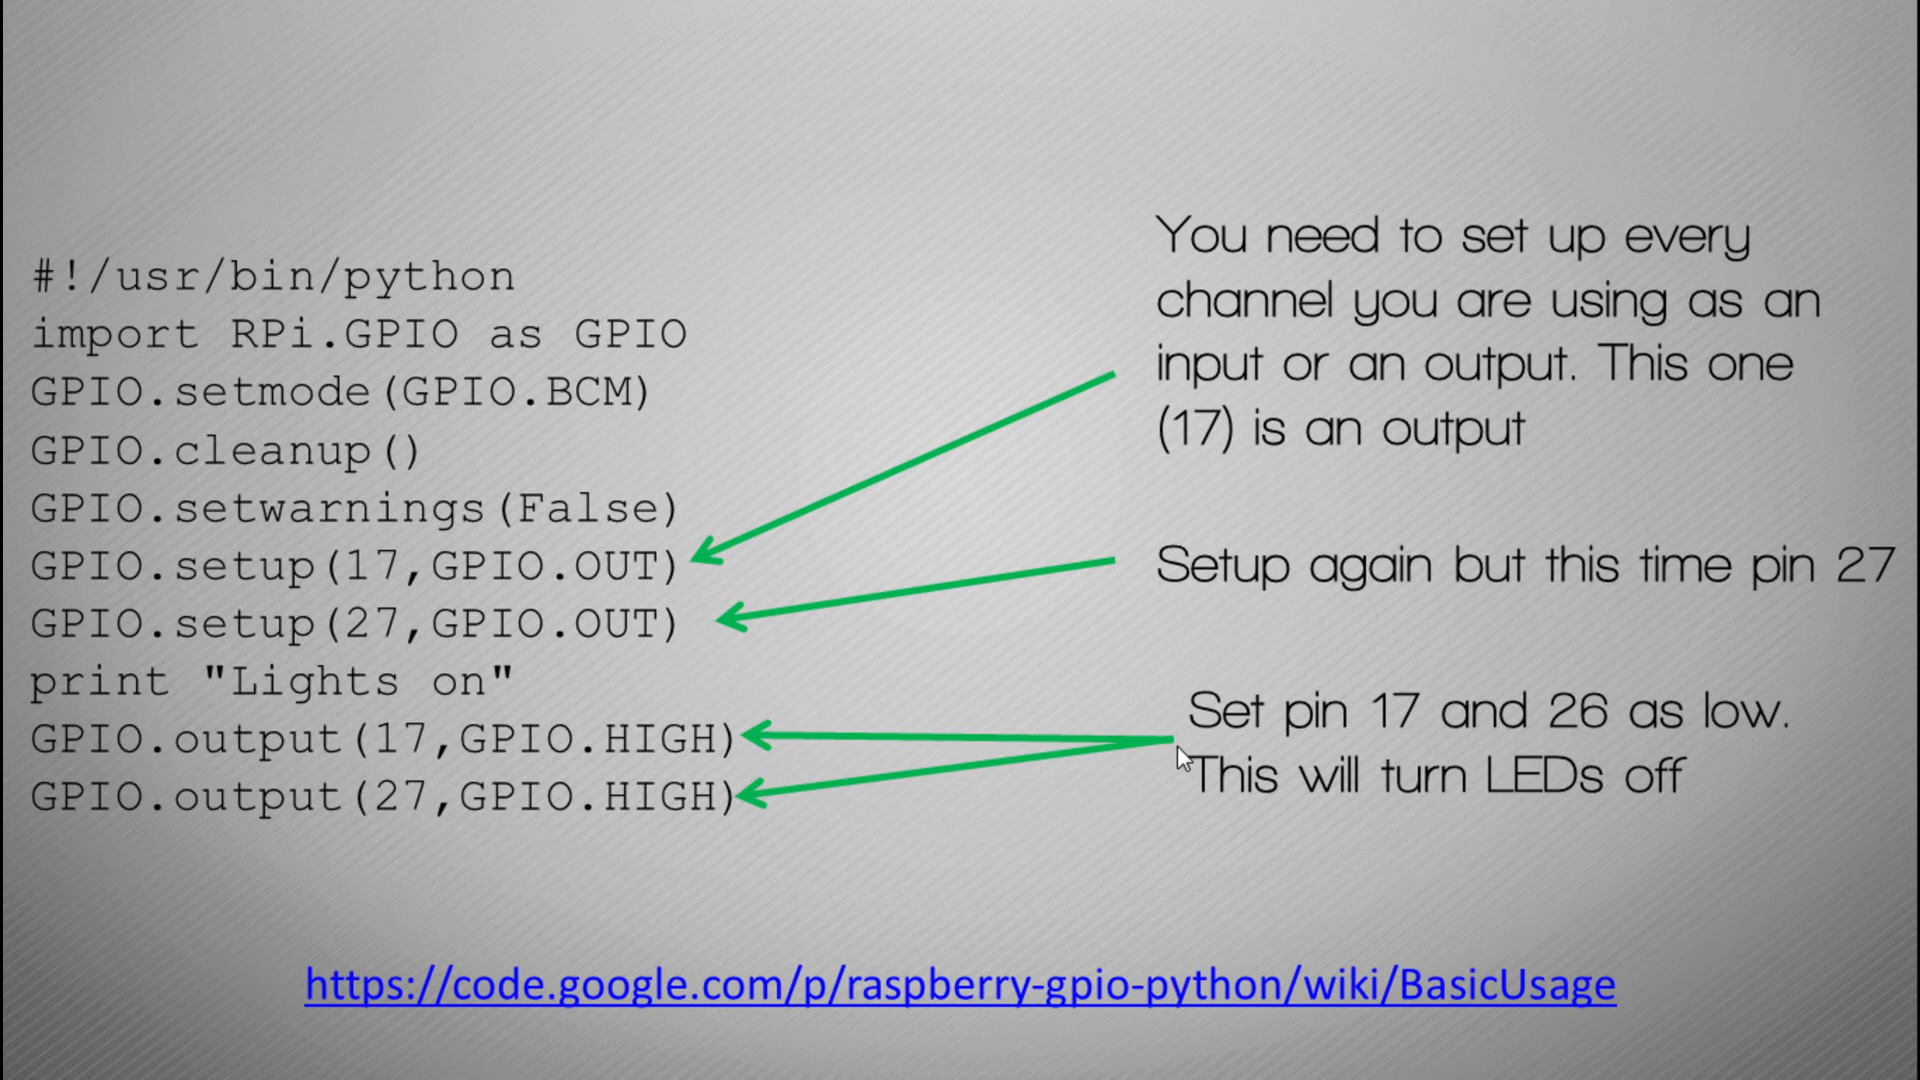 #!/usr/bin/python
import RPi.GPIO as GPIO
GPIO.setmode(GPIO.BCM)
GPIO.cleanup()
GPIO.setwarnings(False)
GPIO.setup(17,GPIO.OUT)
GPIO.setup(27,GPIO.OUT)
print "Lights on"
GPIO.output(17,GPIO.HIGH)
GPIO.output(27,GPIO.HIGH)
You need to set up every
channel you are using as an
input or an output. This one
(17) is an output
Setup again but this time pin 27
Set pin 17 and 26 as low.
This will turn LEDs off
https://code.google.com/p/raspberry-gpio-python/wiki/BasicUsage